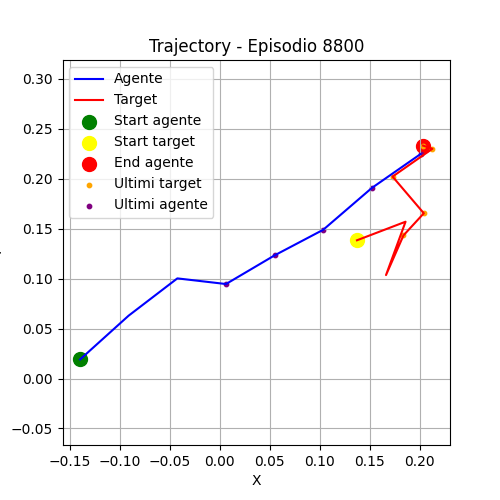 Trajectory - Episodio 8800
0.30
0.25
0.20
0.15
0.10
0.05
0.00
−0.05
Agente
Target
Start agente
Start target
End agente
Ultimi target
Ultimi agente
−0.15 −0.10 −0.05 0.00 0.05 0.10 0.15 0.20
X